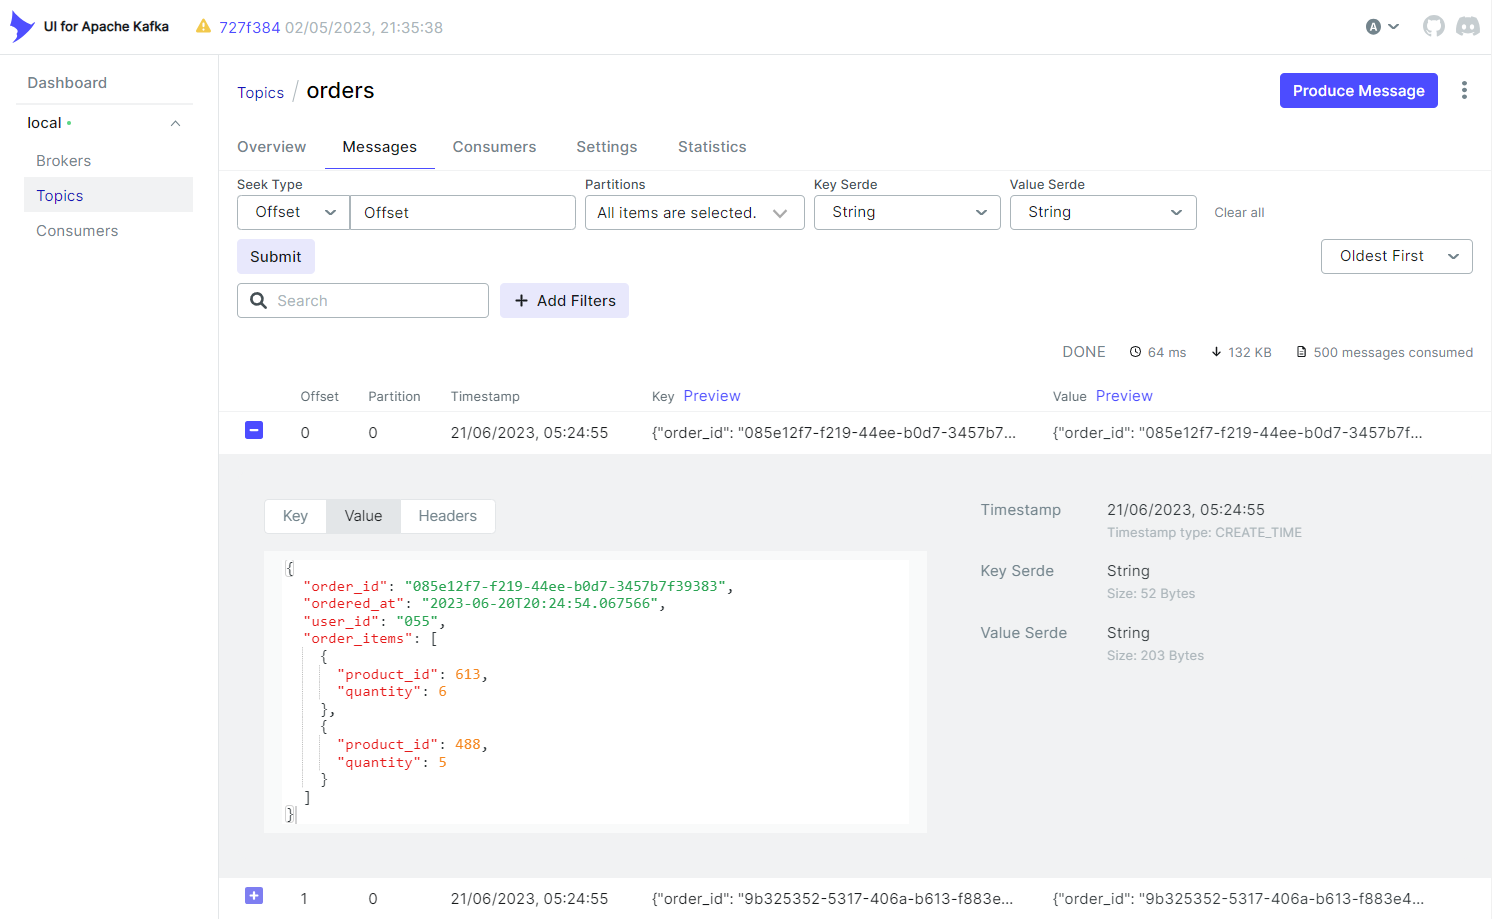 UI for Apache Kafka 727f384 02/05/2023, 21:35:38 A
Dashboard
local
Brokers
Topics
Consumers
Topics / orders
Produce Message
Overview Messages Consumers Settings Statistics
Seek Type Partitions Key Serde Value Serde
Offset Offset All items are selected. String String Clear all
Submit Oldest First
Search + Add Filters
DONE 64 ms 132 KB 500 messages consumed
Offset Partition Timestamp Key Preview Value Preview
0 0 21/06/2023, 05:24:55 {"order_id": "085e12f7-f219-44ee-b0d7-3457b7... {"order_id": "085e12f7-f219-44ee-b0d7-3457b7f...
Key Value Headers
{
"order_id": "085e12f7-f219-44ee-b0d7-3457b7f39383",
"ordered_at": "2023-06-20T20:24:54.067566",
"user_id": "055",
"order_items": [
{
"product_id": 613,
"quantity": 6
},
{
"product_id": 488,
"quantity": 5
}
]
}
Timestamp 21/06/2023, 05:24:55
Timestamp type: CREATE_TIME
Key Serde String
Size: 52 Bytes
Value Serde String
Size: 203 Bytes
1 0 21/06/2023, 05:24:55 {"order_id": "9b325352-5317-406a-b613-f883e... {"order_id": "9b325352-5317-406a-b613-f883e4...